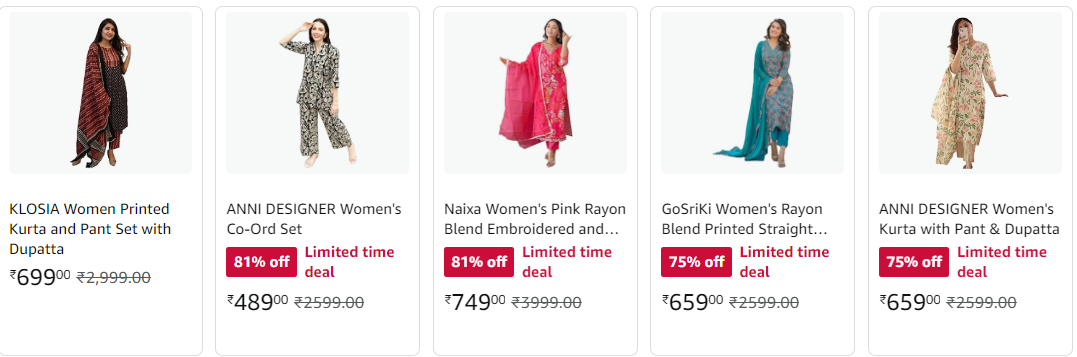 KLOSIA Women Printed
Kurta and Pant Set with
Dupatta
₹69900 ₹2,999.00
ANNI DESIGNER Women's
Co-Ord Set
81% off Limited time
deal
₹48900 ₹2599.00
Naixa Women's Pink Rayon
Blend Embroidered and...
81% off Limited time
deal
₹74900 ₹3999.00
GoSriKi Women's Rayon
Blend Printed Straight...
75% off Limited time
deal
₹65900 ₹2599.00
ANNI DESIGNER Women's
Kurta with Pant & Dupatta
75% off Limited time
deal
₹65900 ₹2599.00